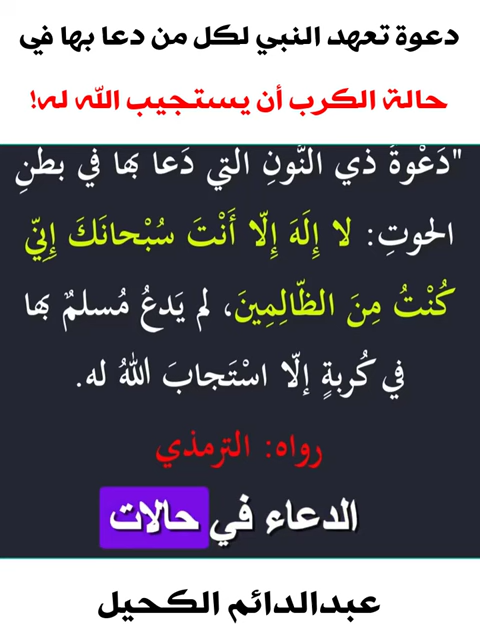 دعوة تعهد النبي لكل من دعا بها في
حالة الكرب أن يستجيب الله له!
"دَعْوةُ ذي النّونِ التي دَعا بها في بطنِ
الحوتِ: لا إِلَهَ إِلّا أَنْتَ سُبْحانَكَ إِنِّي
كُنْتُ مِنَ الظّالِمِينَ، لم يَدعُ مُسلمٌ بها
في كُربةٍ إلّا اسْتَجابَ اللهُ له.
رواه: الترمذي
الدعاء في حالات
عبدالدائم الكحيل